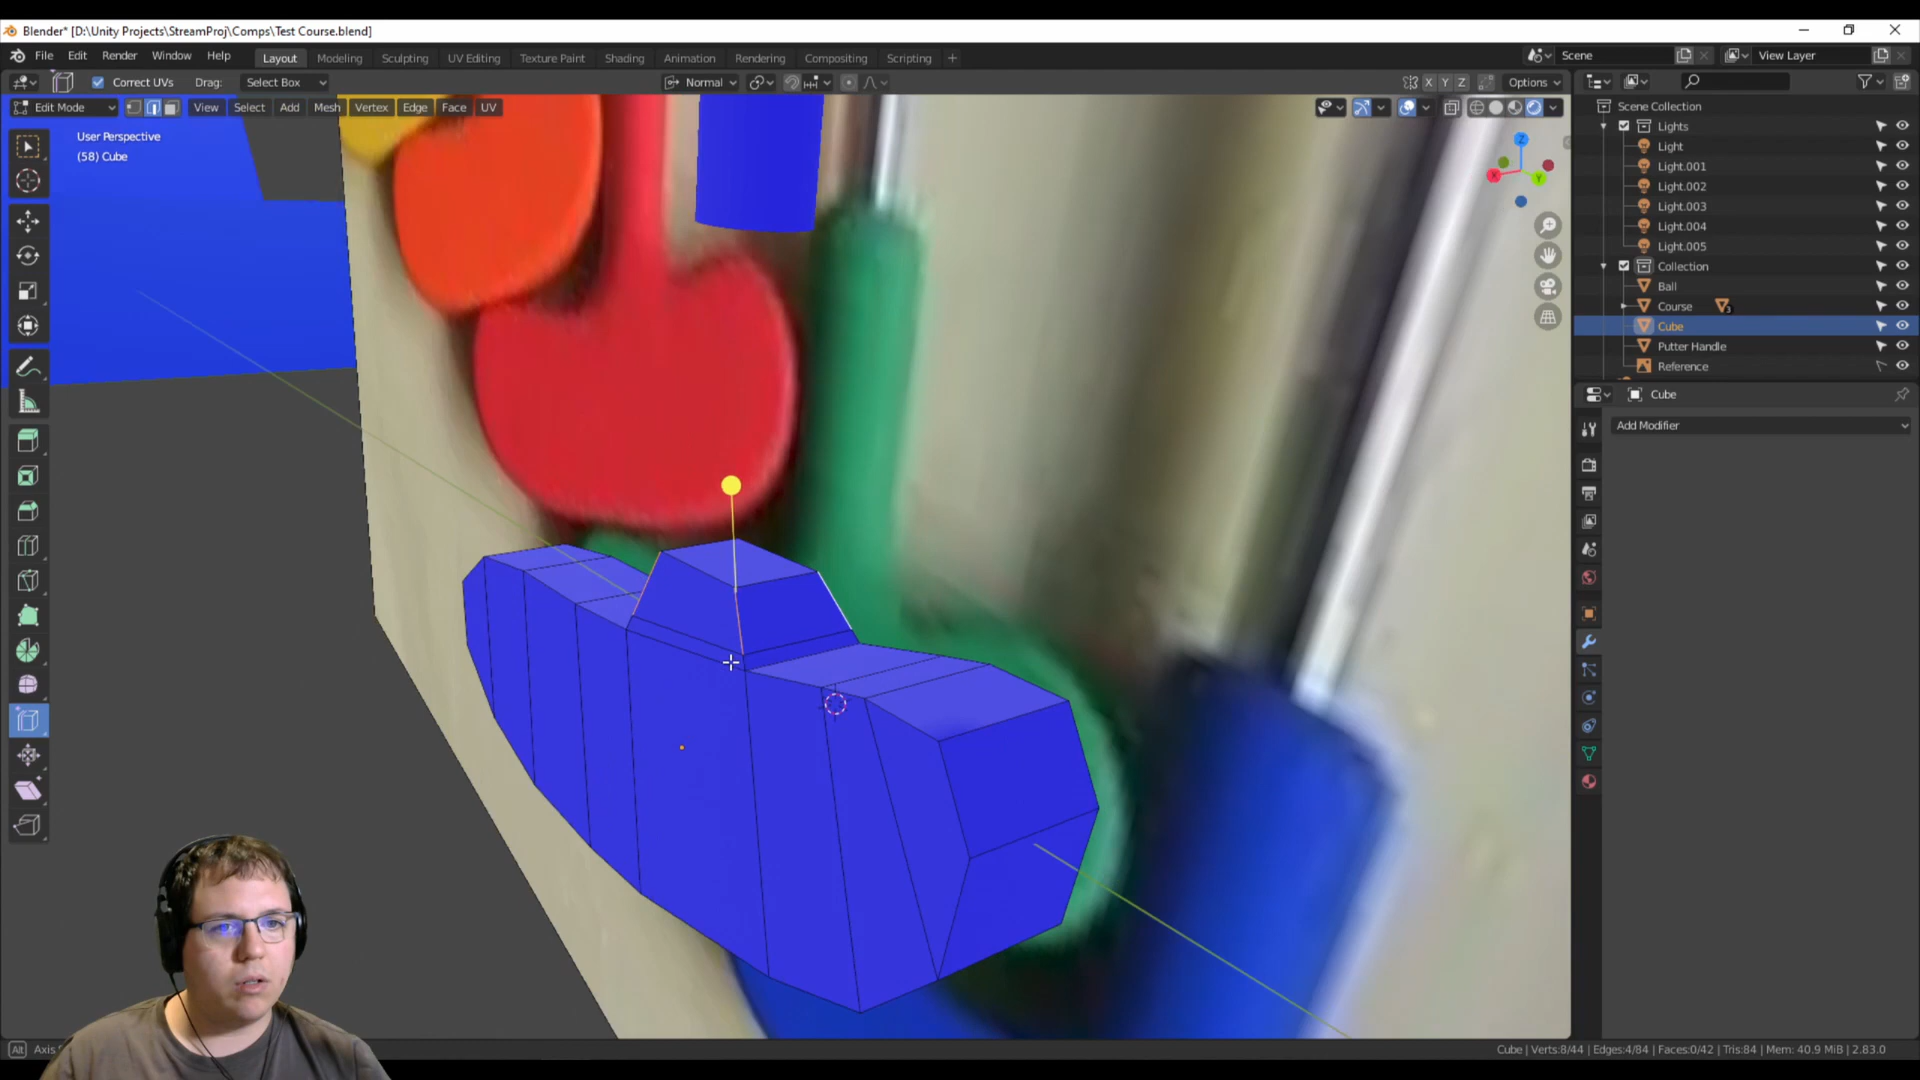 Blender* [D:\Unity Projects\StreamProj\Comps\Test Course.blend]
File Edit Render Window Help Layout Modeling Sculpting UV Editing Texture Paint Shading Animation Rendering Compositing Scripting + Scene View Layer
Correct UVs Drag: Select Box Normal X Y Z Options
Edit Mode View Select Add Mesh Vertex Edge Face UV
User Perspective
(58) Cube
Z
X
Y
Scene Collection
Lights
Light
Light.001
Light.002
Light.003
Light.004
Light.005
Collection
Ball
Course 3
Cube
Putter Handle
Reference
Cube
Add Modifier
Alt Axis
Cube | Verts:8/44 | Edges:4/84 | Faces:0/42 | Tris:84 | Mem: 40.9 MiB | 2.83.0